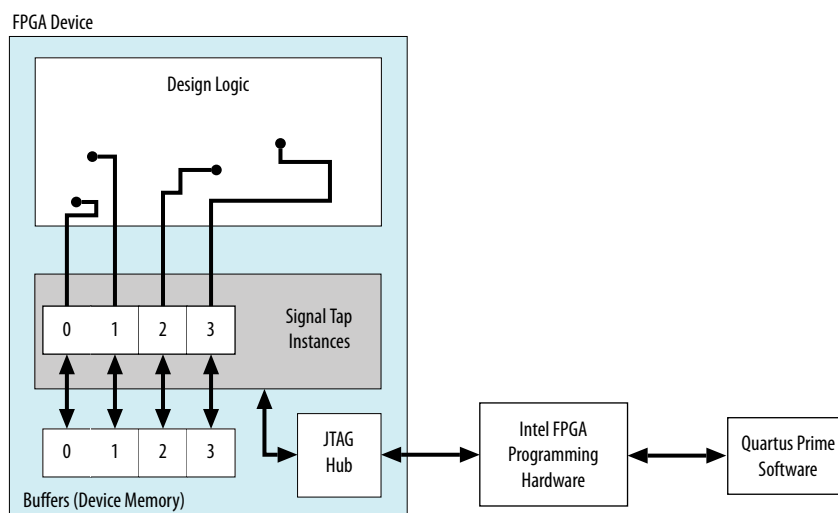 FPGA Device
Design Logic
0 1 2 3
Signal Tap
Instances
0 1 2 3
Buffers (Device Memory)
JTAG
Hub
Intel FPGA
Programming
Hardware
Quartus Prime
Software